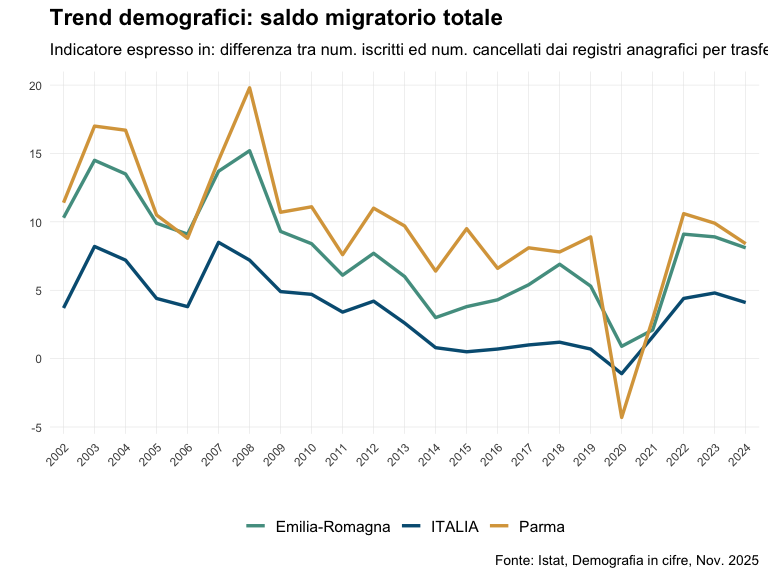 Trend demografici: saldo migratorio totale
Indicatore espresso in: differenza tra num. iscritti ed num. cancellati dai registri anagrafici per
20
15
10
5
0
-5
2002 2003 2004 2005 2006 2007 2008 2009 2010 2011 2012 2013 2014 2015 2016 2017 2018 2019 2020 2021 2022 2023 2024
Emilia-Romagna ITALIA Parma
Fonte: Istat, Demografia in cifre, Nov. 2025